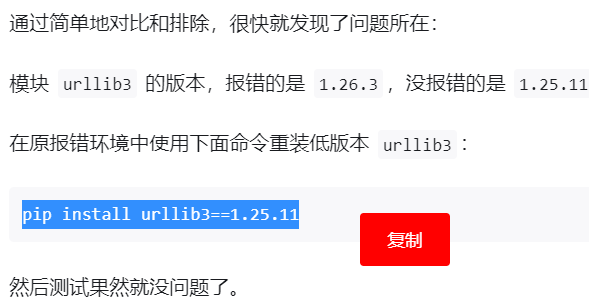 通过简单地对比和排除，很快就发现了问题所在：
模块 urllib3 的版本，报错的是 1.26.3 ，没报错的是 1.25.11
在原报错环境中使用下面命令重装低版本 urllib3 ：
pip install urllib3==1.25.11
复制
然后测试果然就没问题了。